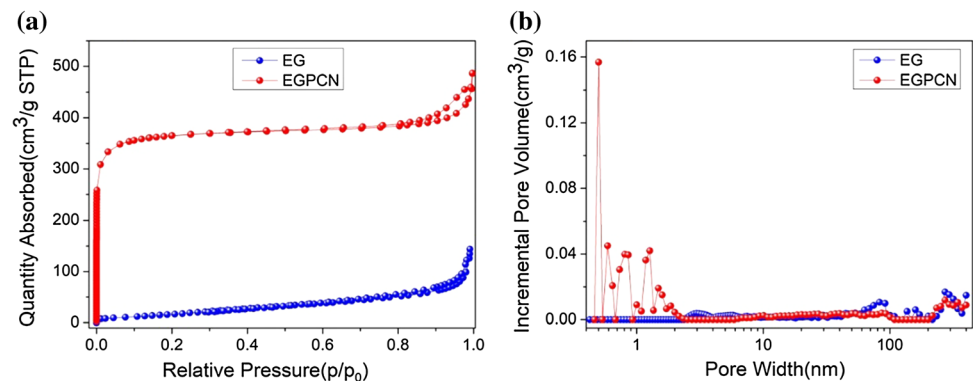 (a)
Quantity Absorbed(cm³/g STP)
500
400
300
200
100
0
EG
EGPCN
0.0 0.2 0.4 0.6 0.8 1.0
Relative Pressure(p/p₀)
(b)
Incremental Pore Volume(cm³/g)
0.16
0.12
0.08
0.04
0.00
EG
EGPCN
1 10 100
Pore Width(nm)